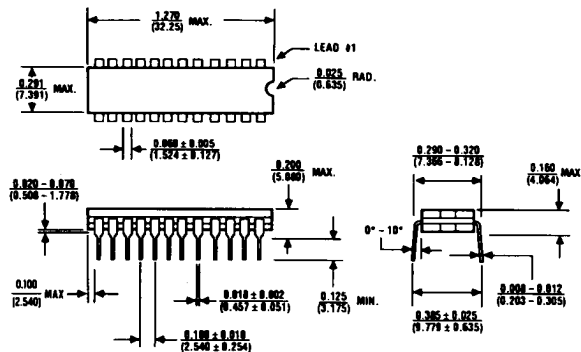 1.270
(32.25) MAX.
LEAD #1
0.291
(7.391) MAX.
0.025
(0.635) RAD.
0.060 ± 0.005
(1.524 ± 0.127)
0.200
(5.080) MAX.
0.290 – 0.320
(7.366 – 8.128)
0.160
(4.064) MAX
0.020 – 0.070
(0.508 – 1.778)
0° – 10°
0.100
(2.540) MAX
0.018 ± 0.002
(0.457 ± 0.051)
0.125
(3.175) MIN.
0.008 – 0.012
(0.203 – 0.305)
0.100 ± 0.010
(2.540 ± 0.254)
0.385 ± 0.025
(9.779 ± 0.635)